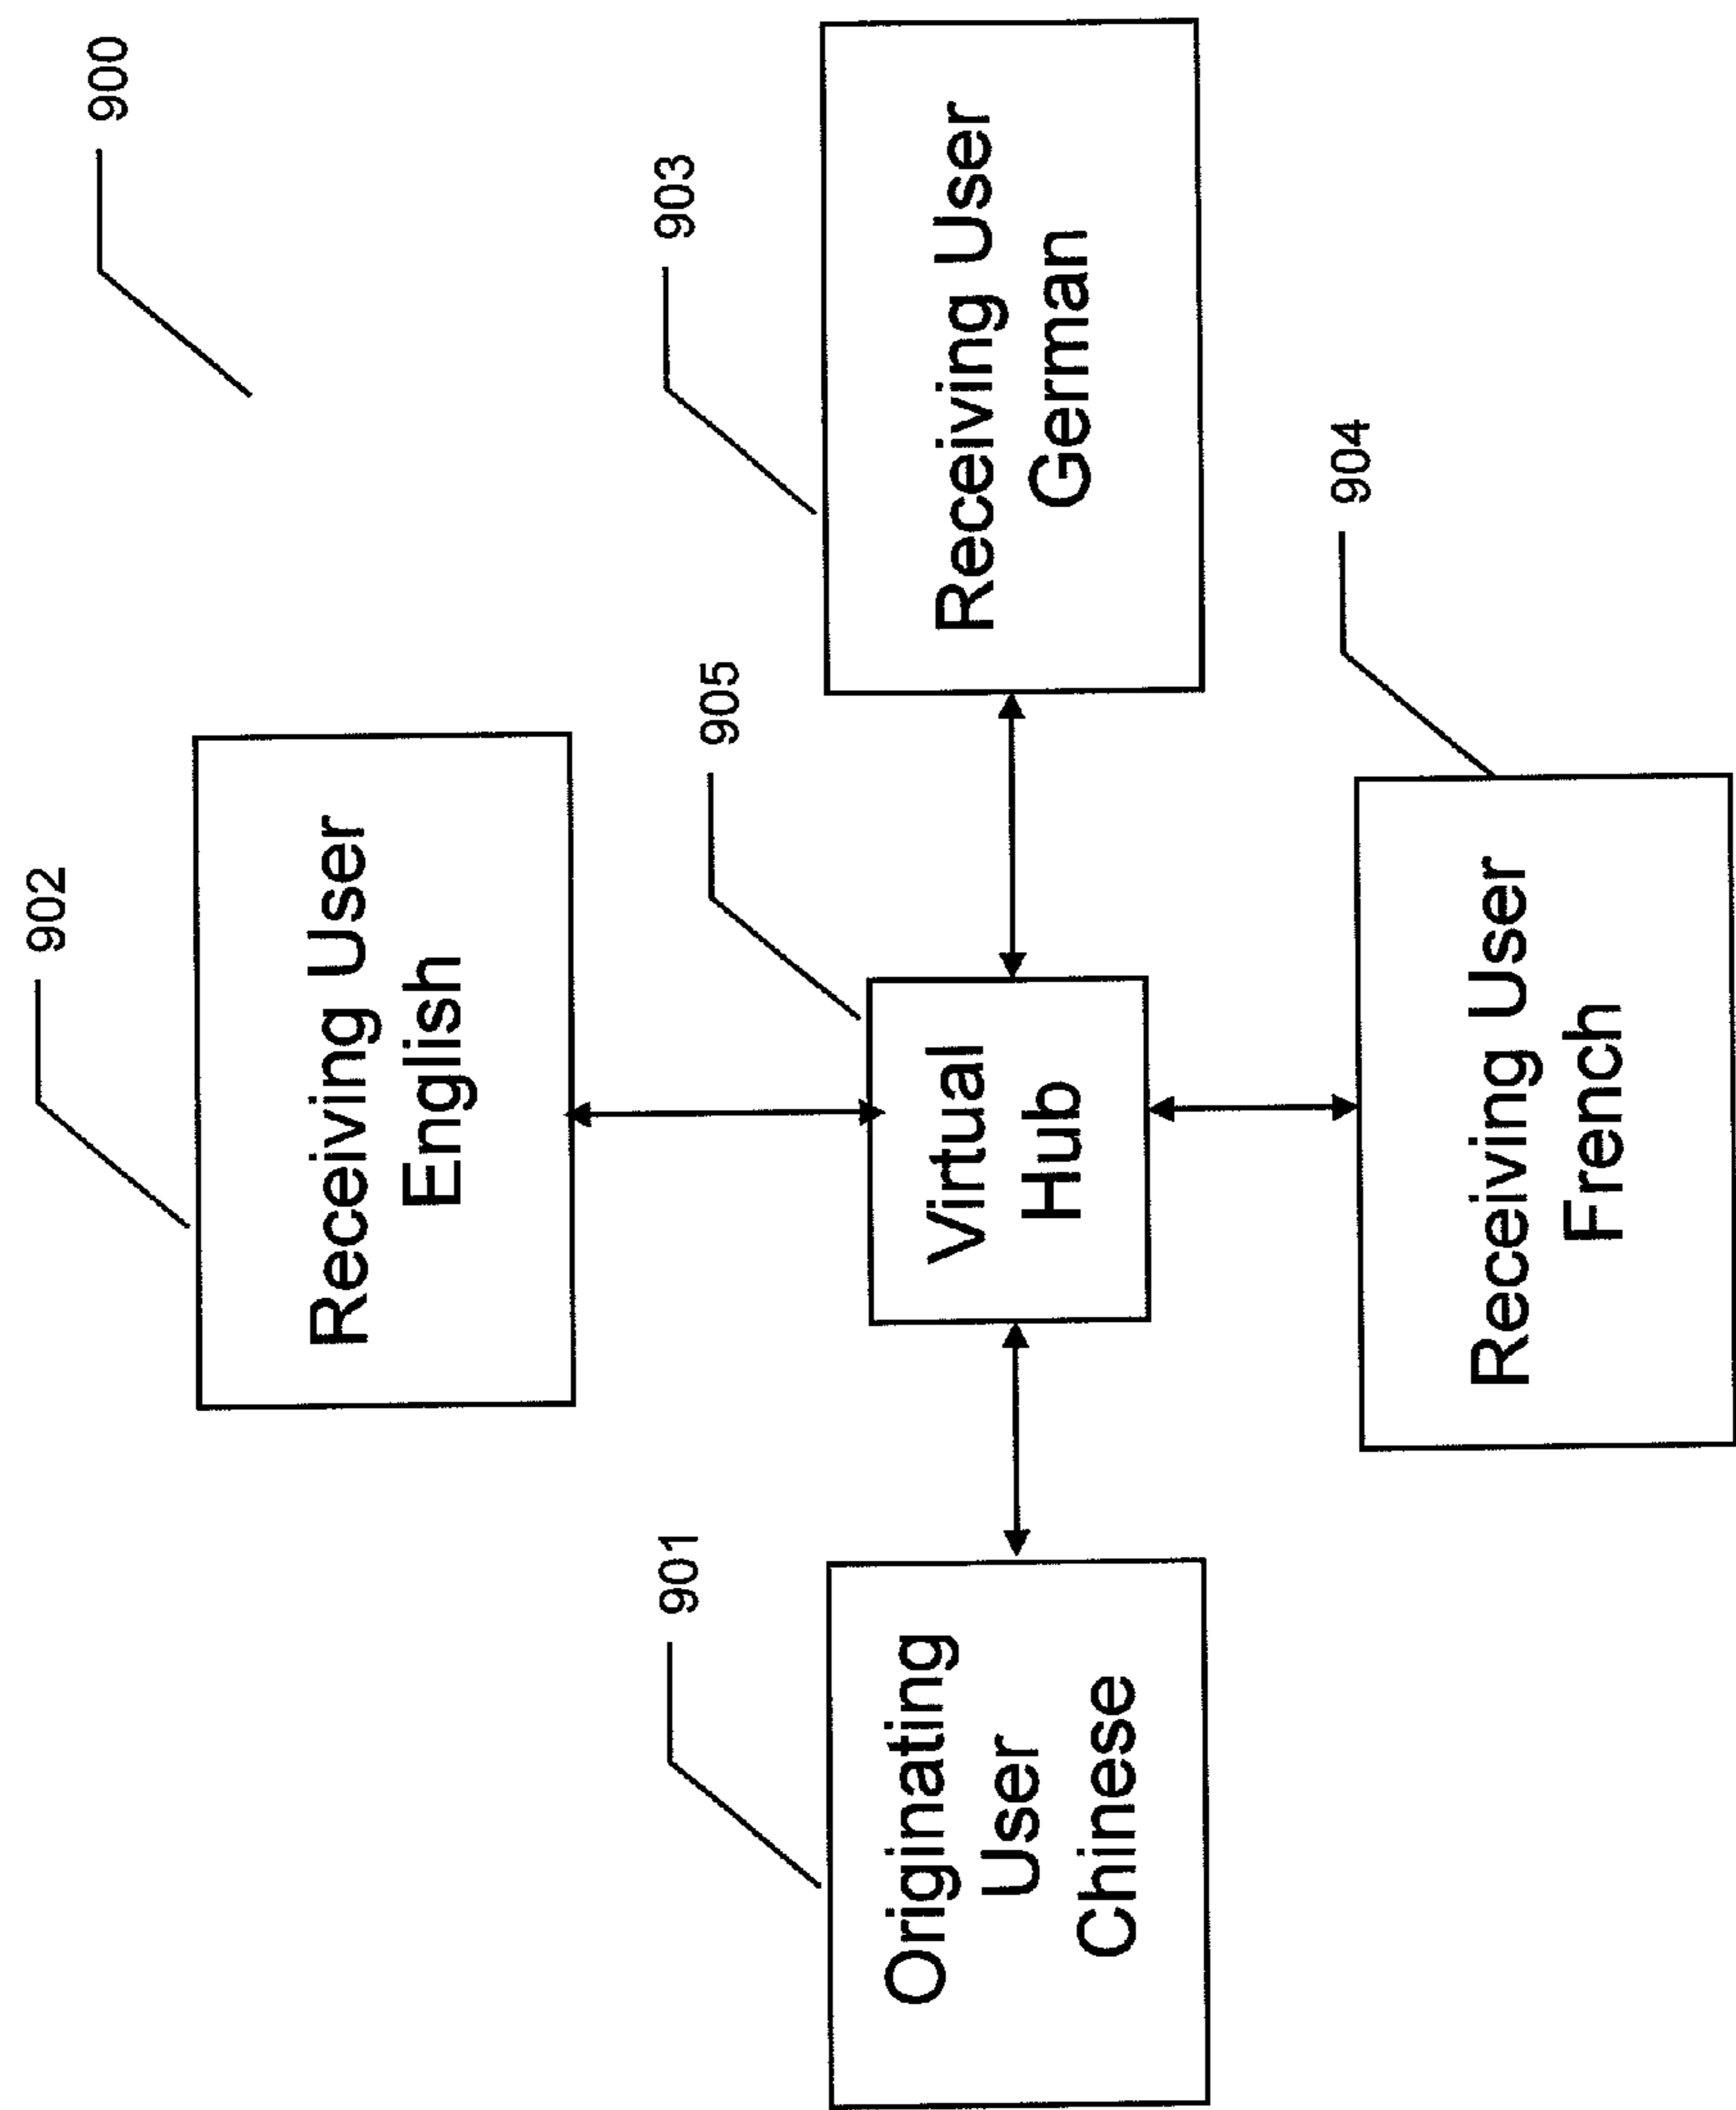 900
902
Receiving User
English
905
Virtual
Hub
901
Originating
User
Chinese
903
Receiving User
German
904
Receiving User
French